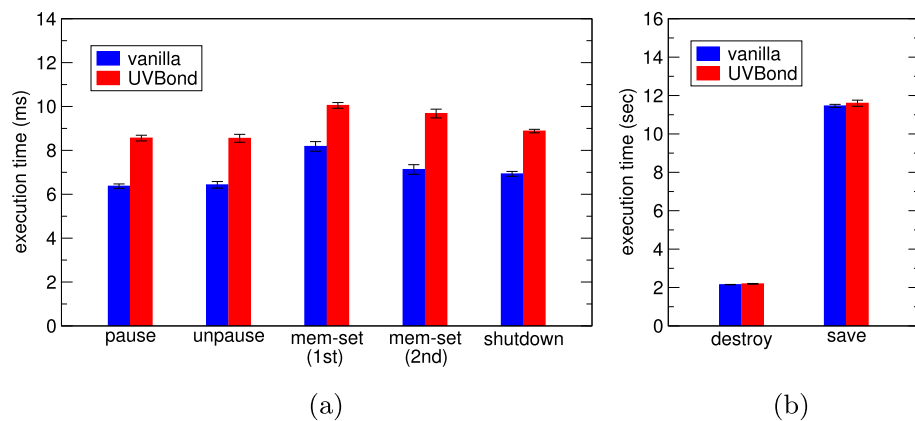 14
12
10
8
6
4
2
0
execution time (ms)
vanilla
UVBond
pause
unpause
mem-set
(1st)
mem-set
(2nd)
shutdown
(a)
16
14
12
10
8
6
4
2
0
execution time (sec)
vanilla
UVBond
destroy
save
(b)